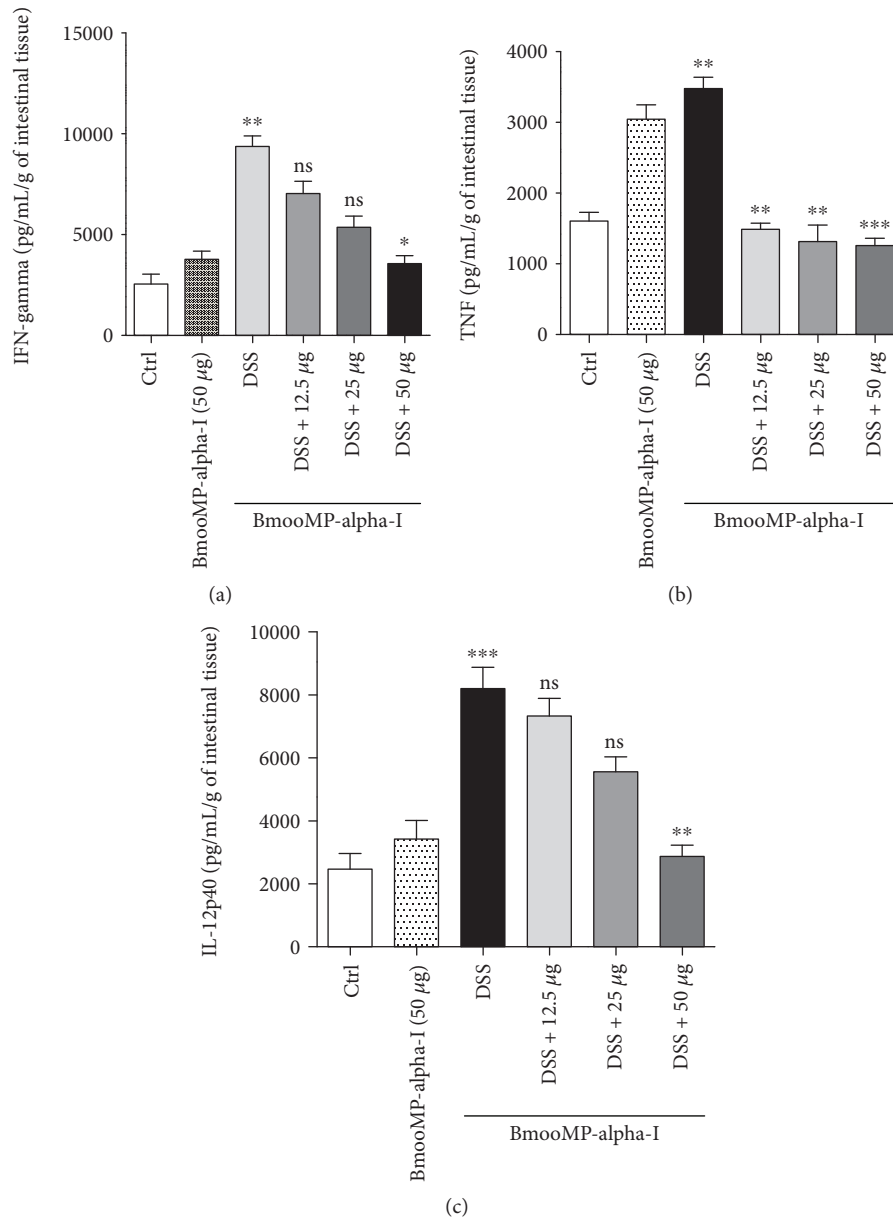 IFN-gamma (pg/mL/g of intestinal tissue)
15000
10000
5000
0
**
ns
ns
*
Ctrl
BmooMP-alpha-I (50 μg)
DSS
DSS + 12.5 μg
DSS + 25 μg
DSS + 50 μg
BmooMP-alpha-I
(a)
TNF (pg/mL/g of intestinal tissue)
4000
3000
2000
1000
0
**
**
**
***
Ctrl
BmooMP-alpha-I (50 μg)
DSS
DSS + 12.5 μg
DSS + 25 μg
DSS + 50 μg
BmooMP-alpha-I
(b)
IL-12p40 (pg/mL/g of intestinal tissue)
10000
8000
6000
4000
2000
0
***
ns
ns
**
Ctrl
BmooMP-alpha-I (50 μg)
DSS
DSS + 12.5 μg
DSS + 25 μg
DSS + 50 μg
BmooMP-alpha-I
(c)